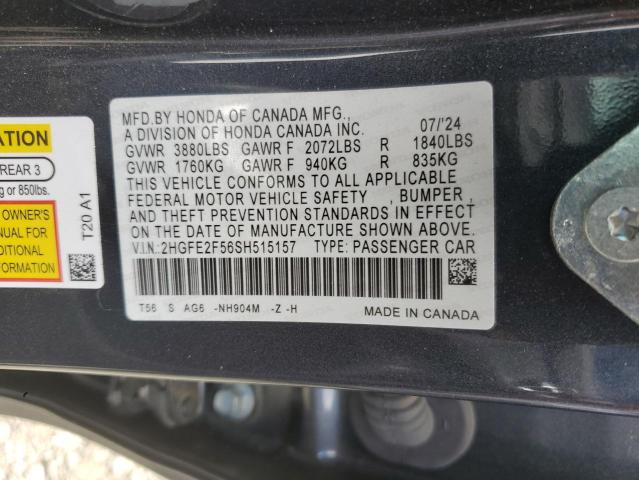 MFD.BY HONDA OF CANADA MFG.,
A DIVISION OF HONDA CANADA INC. 07/'24
GVWR 3880LBS GAWR F 2072LBS R 1840LBS
GVWR 1760KG GAWR F 940KG R 835KG
THIS VEHICLE CONFORMS TO ALL APPLICABLE
FEDERAL MOTOR VEHICLE SAFETY , BUMPER ,
AND THEFT PREVENTION STANDARDS IN EFFECT
ON THE DATE OF MANUFACTURE SHOWN ABOVE.
V.I.N: 2HGFE2F56SH515157 TYPE: PASSENGER CAR
T56 S AG6 -NH904M -Z -H
MADE IN CANADA
ATION
REAR 3
g or 850lbs.
OWNER'S
UAL FOR
DITIONAL
FORMATION
T20 A1